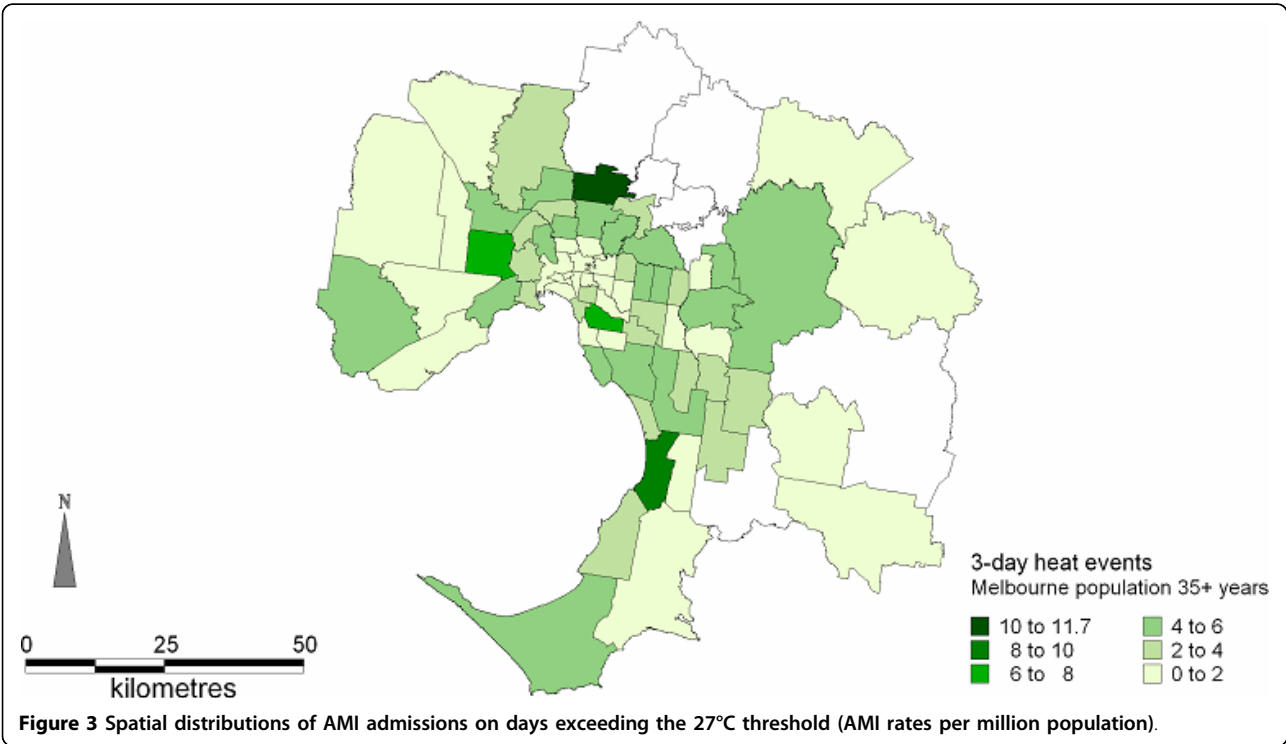 N
0 25 50
kilometres
3-day heat events
Melbourne population 35+ years
10 to 11.7 4 to 6
8 to 10 2 to 4
6 to 8 0 to 2
Figure 3 Spatial distributions of AMI admissions on days exceeding the 27°C threshold (AMI rates per million population).